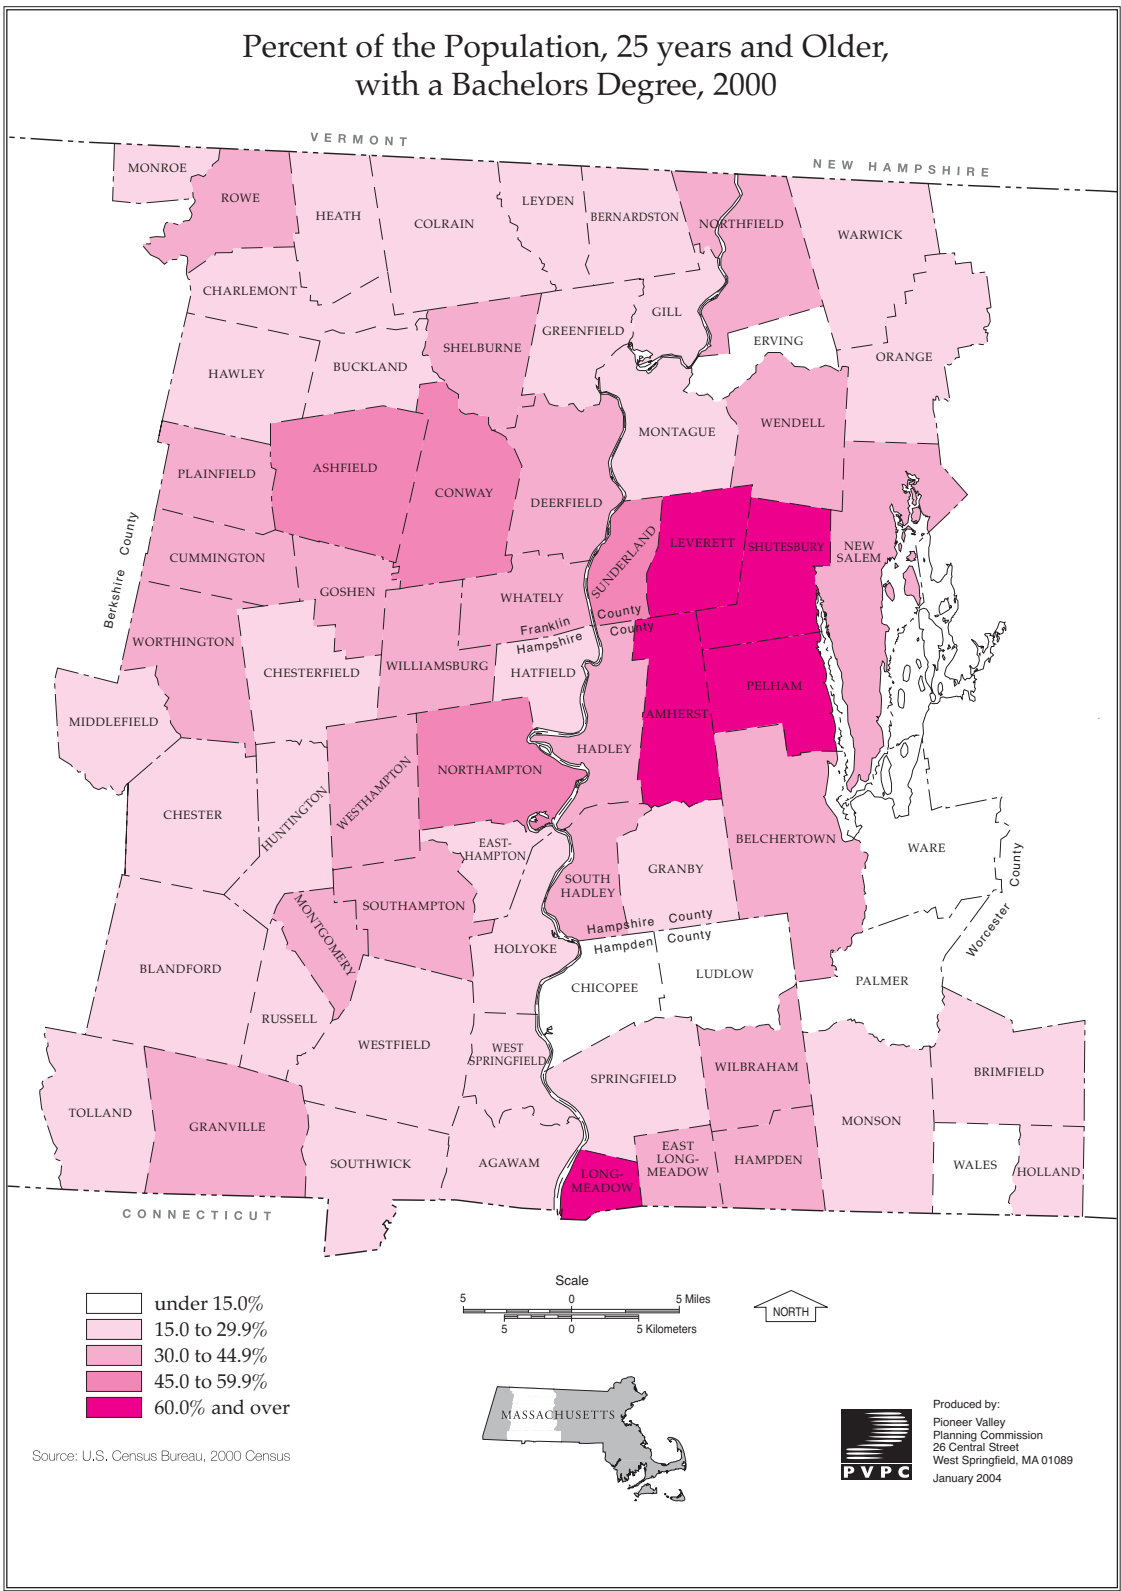 Percent of the Population, 25 years and Older,
with a Bachelors Degree, 2000
VERMONT
NEW HAMPSHIRE
MONROE
ROWE
HEATH
COLRAIN
LEYDEN
BERNARDSTON
NORTHFIELD
WARWICK
CHARLEMONT
GILL
GREENFIELD
ERVING
ORANGE
SHELBURNE
BUCKLAND
HAWLEY
MONTAGUE
WENDELL
PLAINFIELD
ASHFIELD
CONWAY
DEERFIELD
SUNDERLAND
LEVERETT
SHUTESBURY
NEW
SALEM
Berkshire County
CUMMINGTON
GOSHEN
WHATELY
Franklin County
Hampshire County
WORTHINGTON
CHESTERFIELD
WILLIAMSBURG
HATFIELD
PELHAM
AMHERST
MIDDLEFIELD
HADLEY
NORTHAMPTON
WESTHAMPTON
HUNTINGTON
CHESTER
EAST-
HAMPTON
BELCHERTOWN
WARE
SOUTH
HADLEY
GRANBY
Worcester County
SOUTHAMPTON
MONTGOMERY
Hampshire County
Hampden County
HOLYOKE
BLANDFORD
CHICOPEE
LUDLOW
PALMER
RUSSELL
WESTFIELD
WEST
SPRINGFIELD
SPRINGFIELD
WILBRAHAM
BRIMFIELD
TOLLAND
GRANVILLE
MONSON
SOUTHWICK
AGAWAM
LONG-
MEADOW
EAST
LONG-
MEADOW
HAMPDEN
WALES
HOLLAND
CONNECTICUT
under 15.0%
15.0 to 29.9%
30.0 to 44.9%
45.0 to 59.9%
60.0% and over
Scale
5 0 5 Miles
5 0 5 Kilometers
NORTH
MASSACHUSETTS
Source: U.S. Census Bureau, 2000 Census
PVPC
Produced by:
Pioneer Valley
Planning Commission
26 Central Street
West Springfield, MA 01089
January 2004